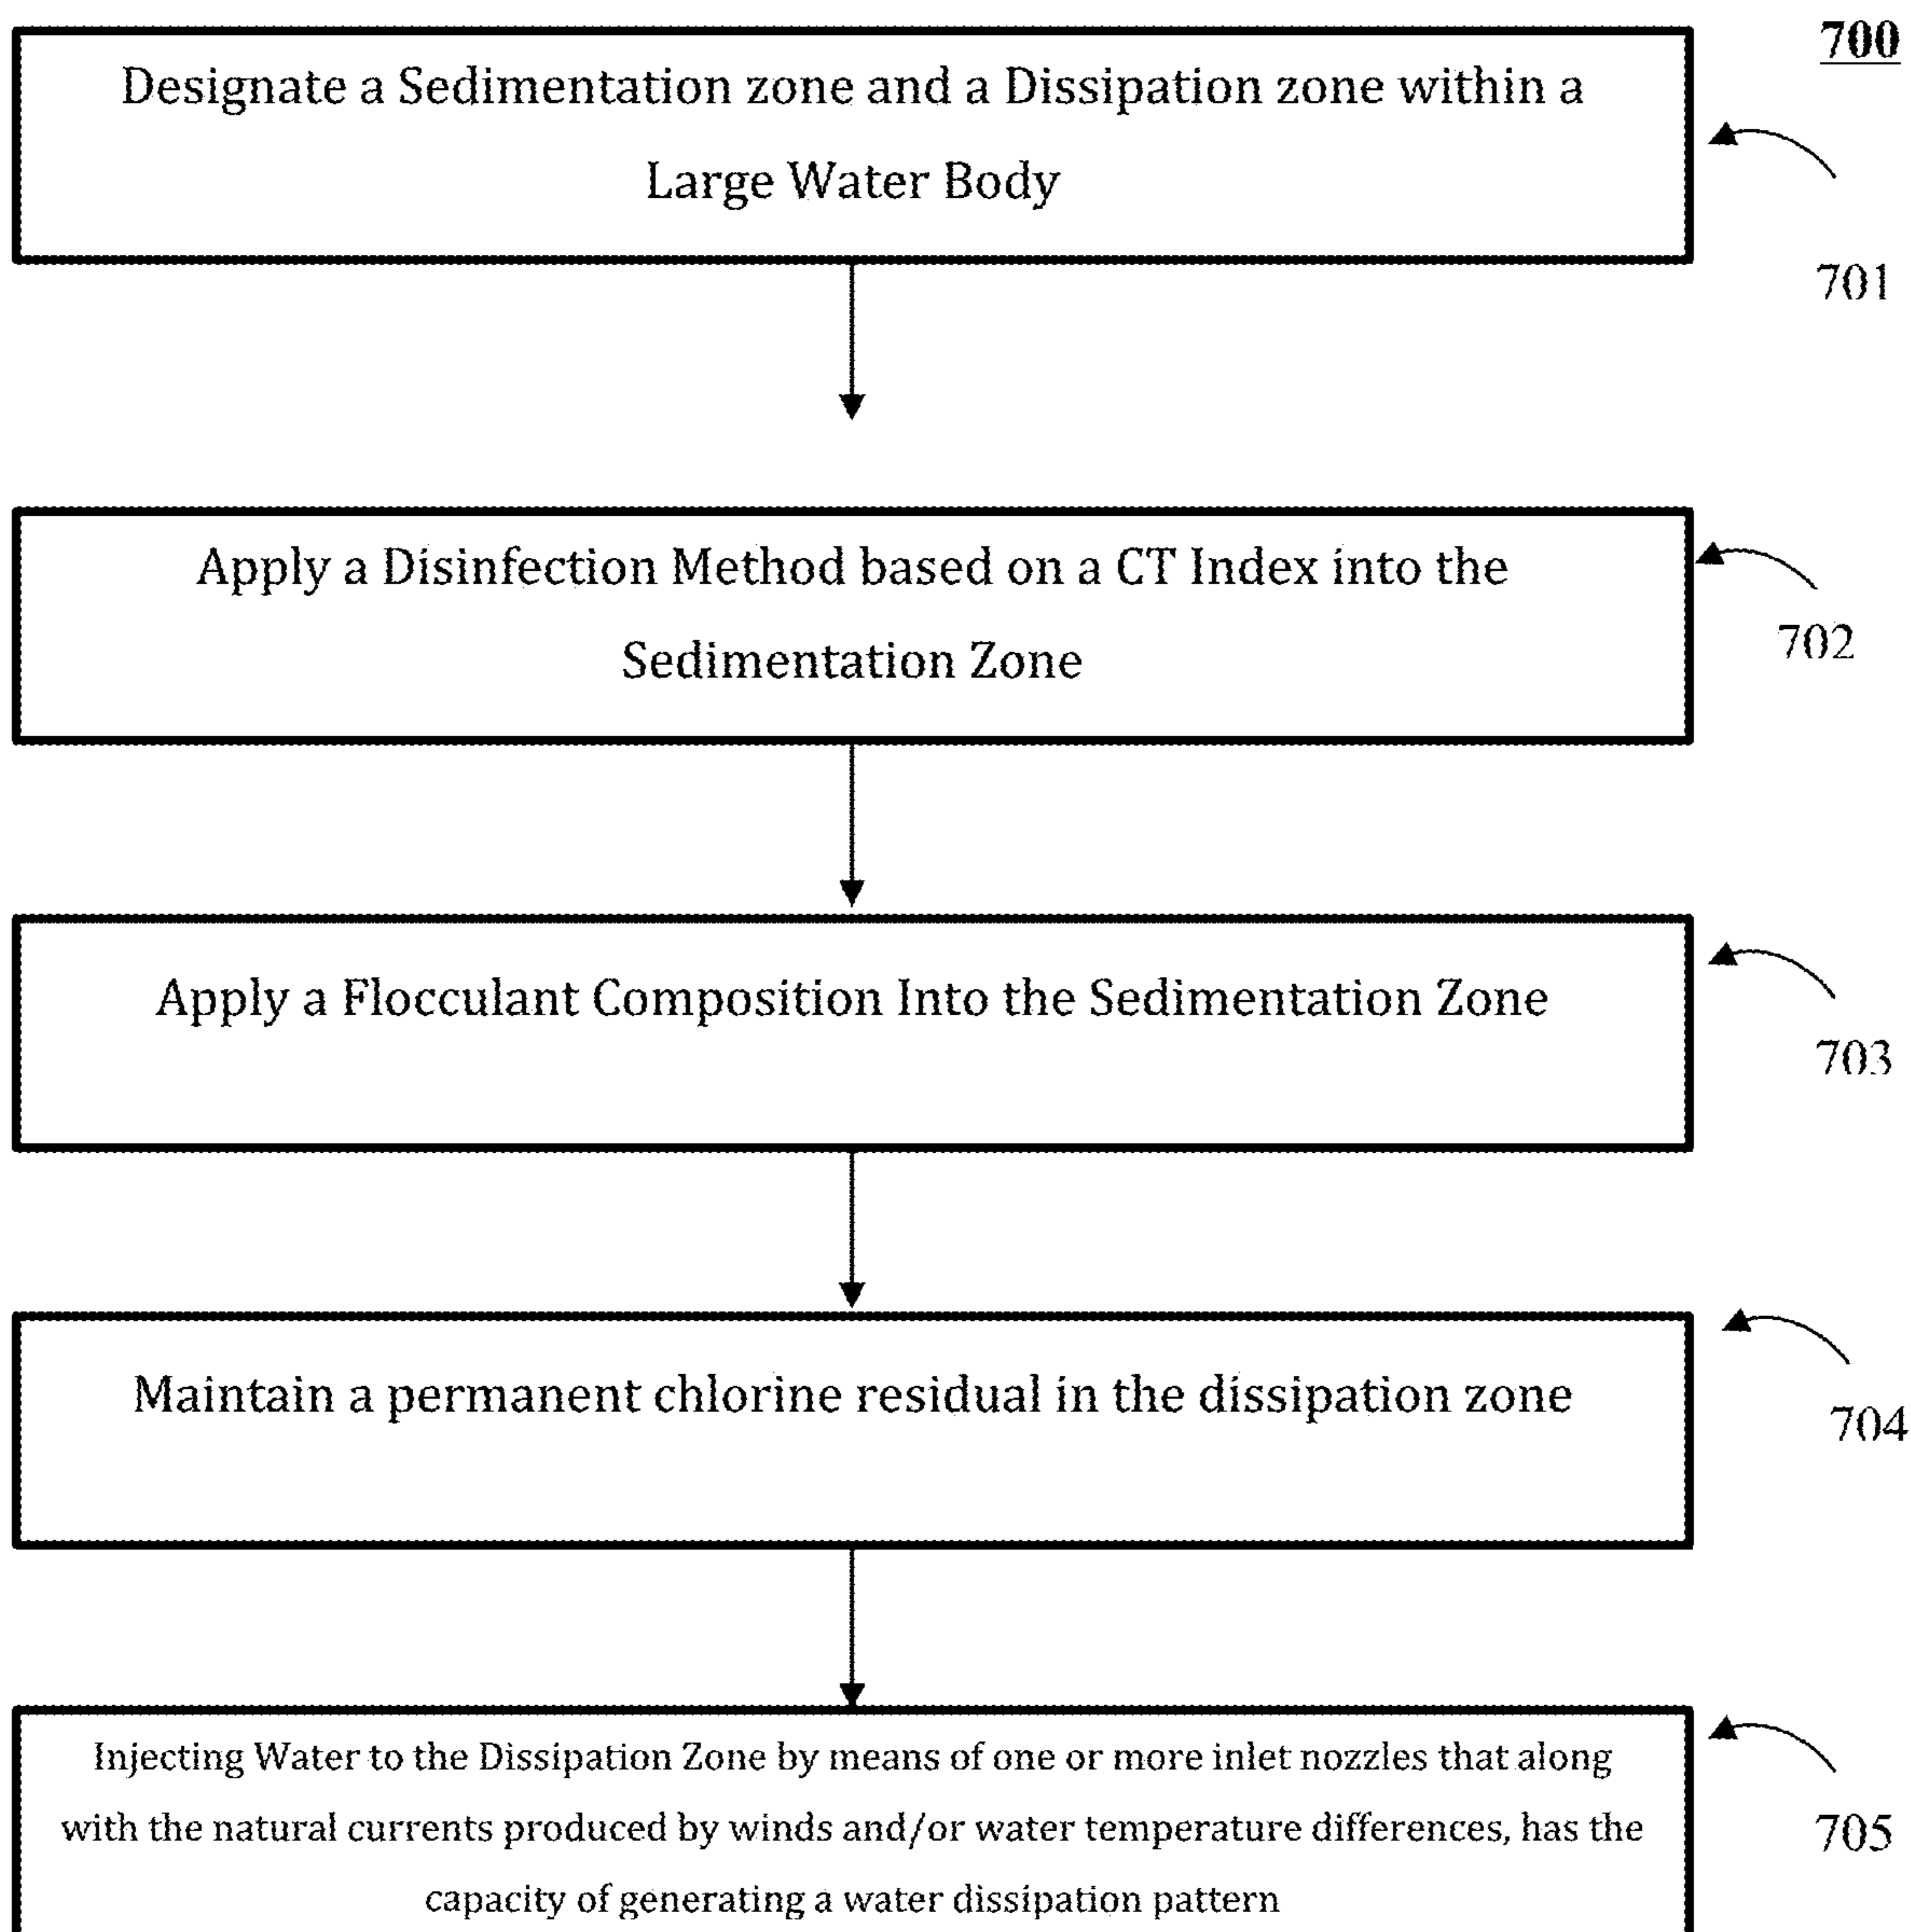 700
Designate a Sedimentation zone and a Dissipation zone within a
Large Water Body
701
Apply a Disinfection Method based on a CT Index into the
Sedimentation Zone
702
Apply a Flocculant Composition Into the Sedimentation Zone
703
Maintain a permanent chlorine residual in the dissipation zone
704
Injecting Water to the Dissipation Zone by means of one or more inlet nozzles that along
with the natural currents produced by winds and/or water temperature differences, has the
capacity of generating a water dissipation pattern
705